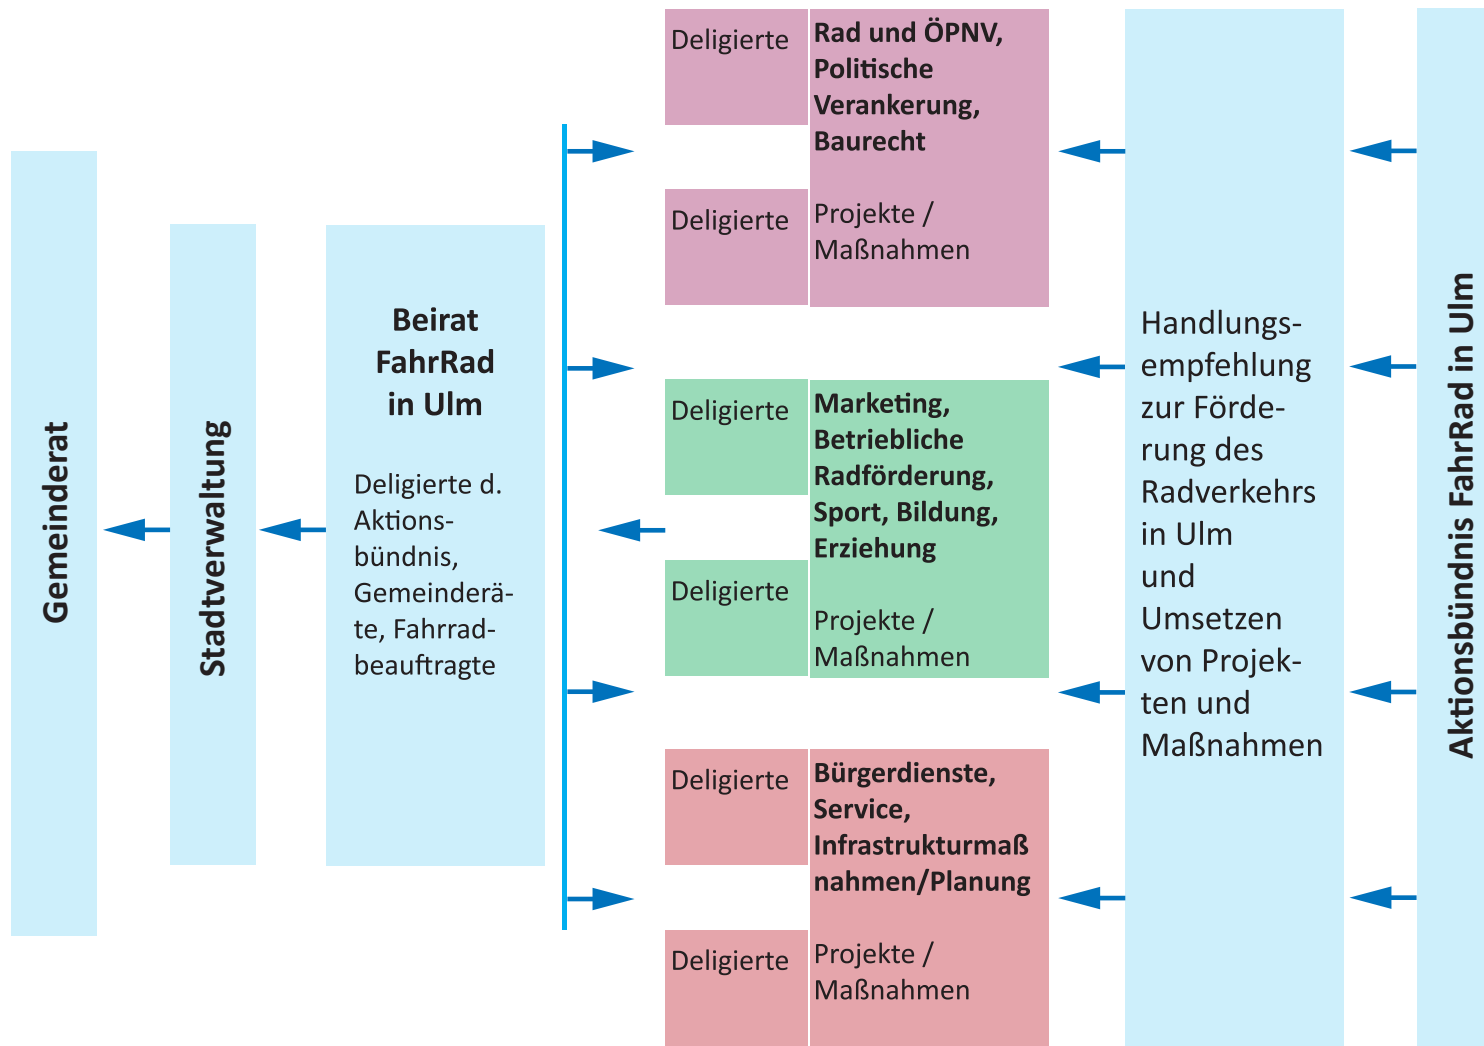 Gemeinderat
Stadtverwaltung
Beirat
FahrRad
in Ulm
Deligierte d.
Aktions-
bündnis,
Gemeinderä-
te, Fahrrad-
beauftragte
Deligierte
Deligierte
Rad und ÖPNV,
Politische
Verankerung,
Baurecht
Projekte /
Maßnahmen
Deligierte
Deligierte
Marketing,
Betriebliche
Radförderung,
Sport, Bildung,
Erziehung
Projekte /
Maßnahmen
Deligierte
Deligierte
Bürgerdienste,
Service,
Infrastrukturmaß
nahmen/Planung
Projekte /
Maßnahmen
Handlungs-
empfehlung
zur Förde-
rung des
Radverkehrs
in Ulm
und
Umsetzen
von Projek-
ten und
Maßnahmen
Aktionsbündnis FahrRad in Ulm